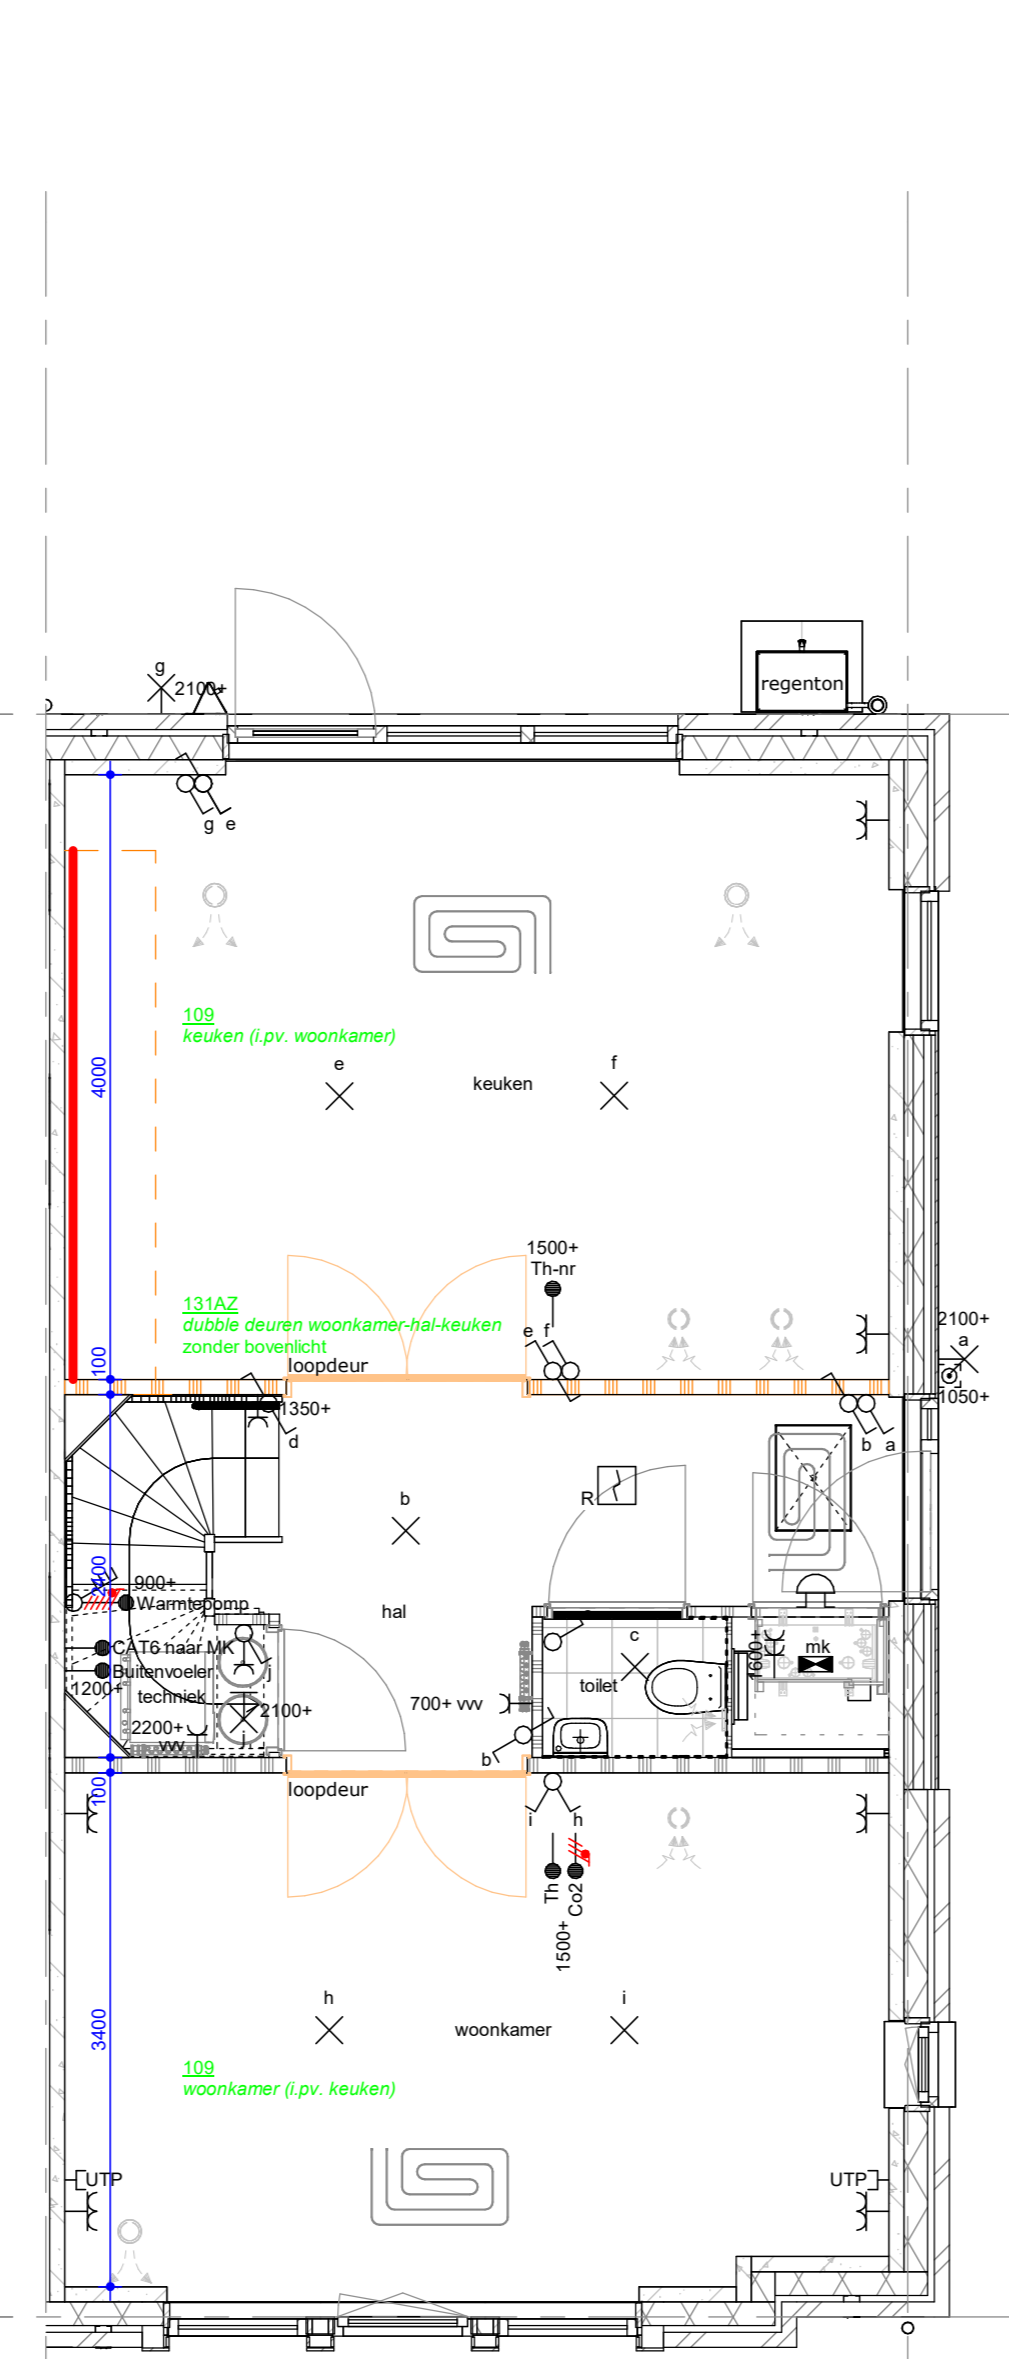 g
2100+
regenton
g e
109
keuken (i.pv. woonkamer)
e
f
keuken
4000
1500+
Th-nr
131AZ
dubble deuren woonkamer-hal-keuken
zonder bovenlicht
e f
2100+
a
loopdeur
100
1050+
1350+
d
b a
b
R
2400
900+
Warmtepomp
hal
c
1600+
mk
CAT6 naar MK
Buitenvoeler
j
1200+
techniek
toilet
2100+
700+ vvv
2200+
vvv
b
loopdeur
100
i h
Th
Co2
1500+
h
i
woonkamer
3400
109
woonkamer (i.pv. keuken)
UTP
UTP